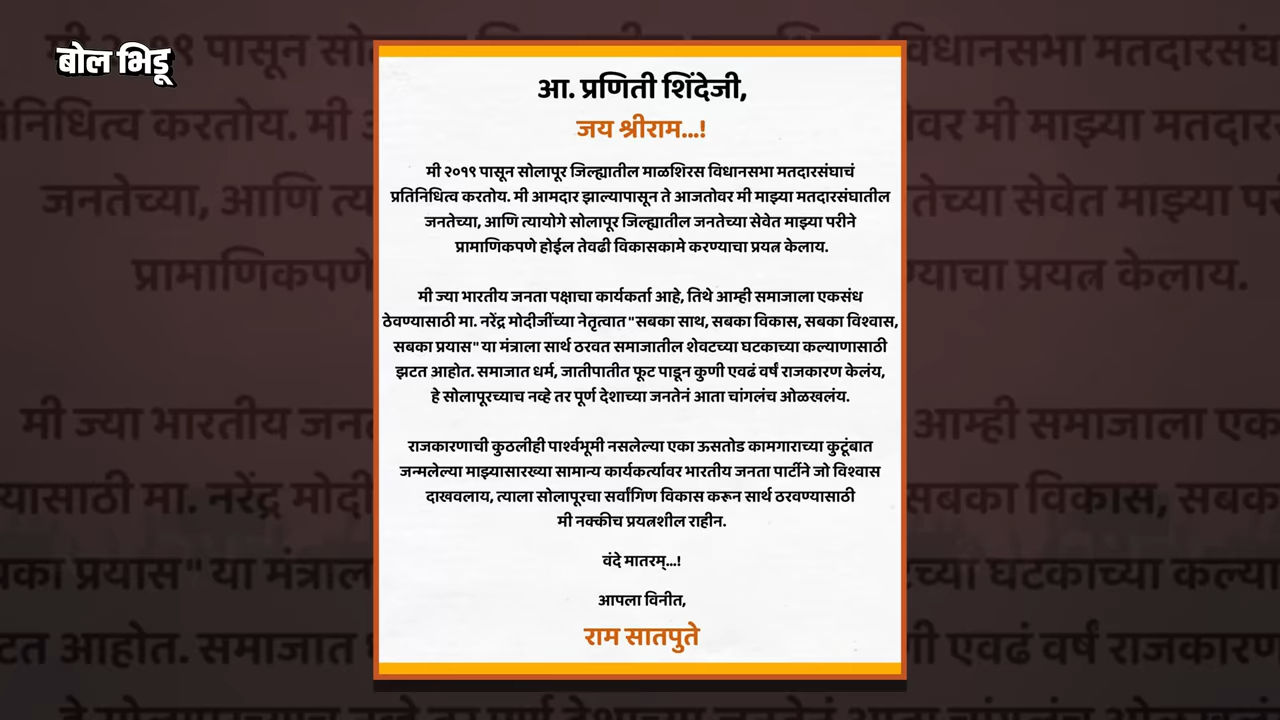 बोल भिडू
आ. प्रणिती शिंदेजी,
जय श्रीराम...!
मी २०१९ पासून सोलापूर जिल्ह्यातील माळशिरस विधानसभा मतदारसंघाचं
प्रतिनिधित्व करतोय. मी आमदार झाल्यापासून ते आजतोवर मी माझ्या मतदारसंघातील
जनतेच्या, आणि त्यायोगे सोलापूर जिल्ह्यातील जनतेच्या सेवेत माझ्या परीने
प्रामाणिकपणे होईल तेवढी विकासकामे करण्याचा प्रयत्न केलाय.
मी ज्या भारतीय जनता पक्षाचा कार्यकर्ता आहे, तिथे आम्ही समाजाला एकसंध
ठेवण्यासाठी मा. नरेंद्र मोदीजींच्या नेतृत्वात "सबका साथ, सबका विकास, सबका विश्वास,
सबका प्रयास" या मंत्राला सार्थ ठरवत समाजातील शेवटच्या घटकाच्या कल्याणासाठी
झटत आहोत. समाजात धर्म, जातीपातीत फूट पाडून कुणी एवढं वर्षं राजकारण केलंय,
हे सोलापूरच्याच नव्हे तर पूर्ण देशाच्या जनतेनं आता चांगलंच ओळखलंय.
राजकारणाची कुठलीही पार्श्वभूमी नसलेल्या एका ऊसतोड कामगाराच्या कुटूंबात
जन्मलेल्या माझ्यासारख्या सामान्य कार्यकर्त्यावर भारतीय जनता पार्टीने जो विश्वास
दाखवलाय, त्याला सोलापूरचा सर्वांगिण विकास करून सार्थ ठरवण्यासाठी
मी नक्कीच प्रयत्नशील राहीन.
वंदे मातरम्...!
आपला विनीत,
राम सातपुते